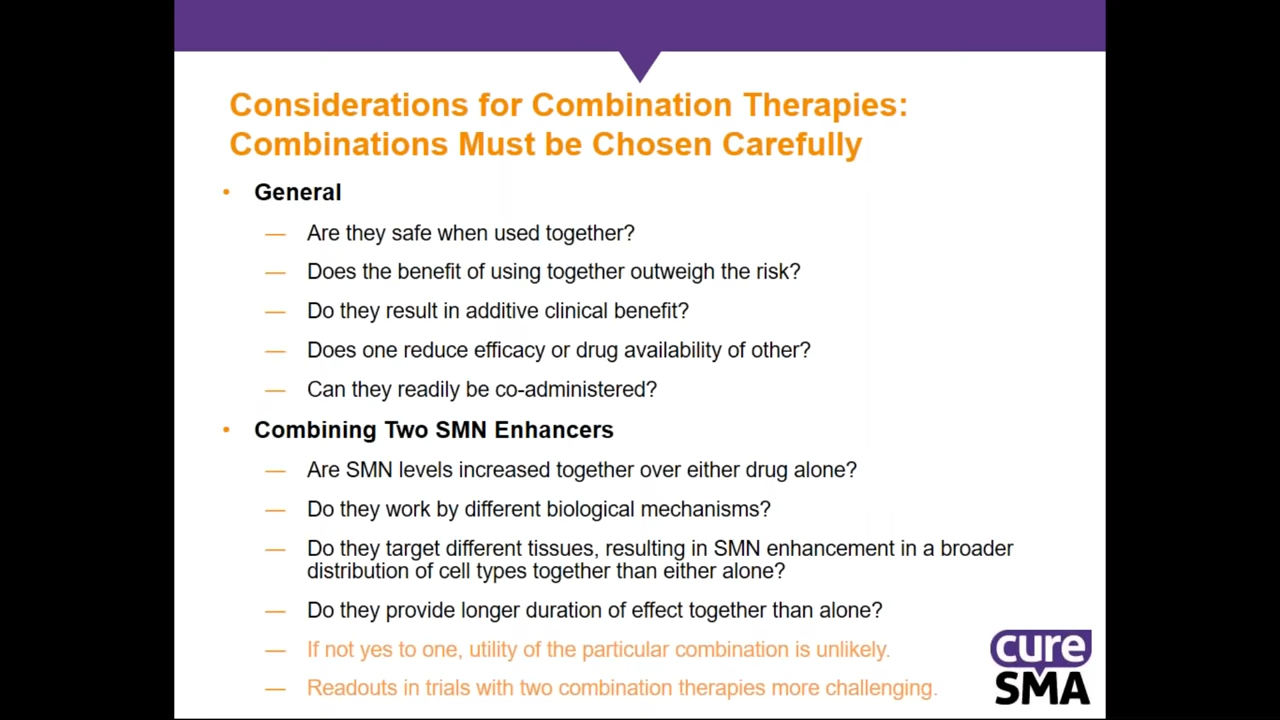 Considerations for Combination Therapies:
Combinations Must be Chosen Carefully
• General
— Are they safe when used together?
— Does the benefit of using together outweigh the risk?
— Do they result in additive clinical benefit?
— Does one reduce efficacy or drug availability of other?
— Can they readily be co-administered?
• Combining Two SMN Enhancers
— Are SMN levels increased together over either drug alone?
— Do they work by different biological mechanisms?
— Do they target different tissues, resulting in SMN enhancement in a broader
distribution of cell types together than either alone?
— Do they provide longer duration of effect together than alone?
— If not yes to one, utility of the particular combination is unlikely.
— Readouts in trials with two combination therapies more challenging.
cure
SMA